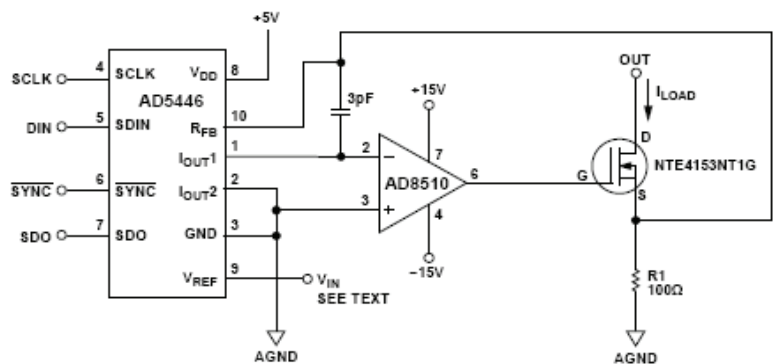 +5V
SCLK
4
SCLK
VDD
8
AD5446
DIN
5
SDIN
RFB
10
3pF
+15V
OUT
ILOAD
IOUT1
1
2
−
7
AD8510
6
D
G
NTE4153NT1G
S
SYNC
6
SYNC
IOUT2
2
3
+
4
SDO
7
SDO
GND
3
−15V
VREF
9
VIN
SEE TEXT
R1
100Ω
AGND
AGND